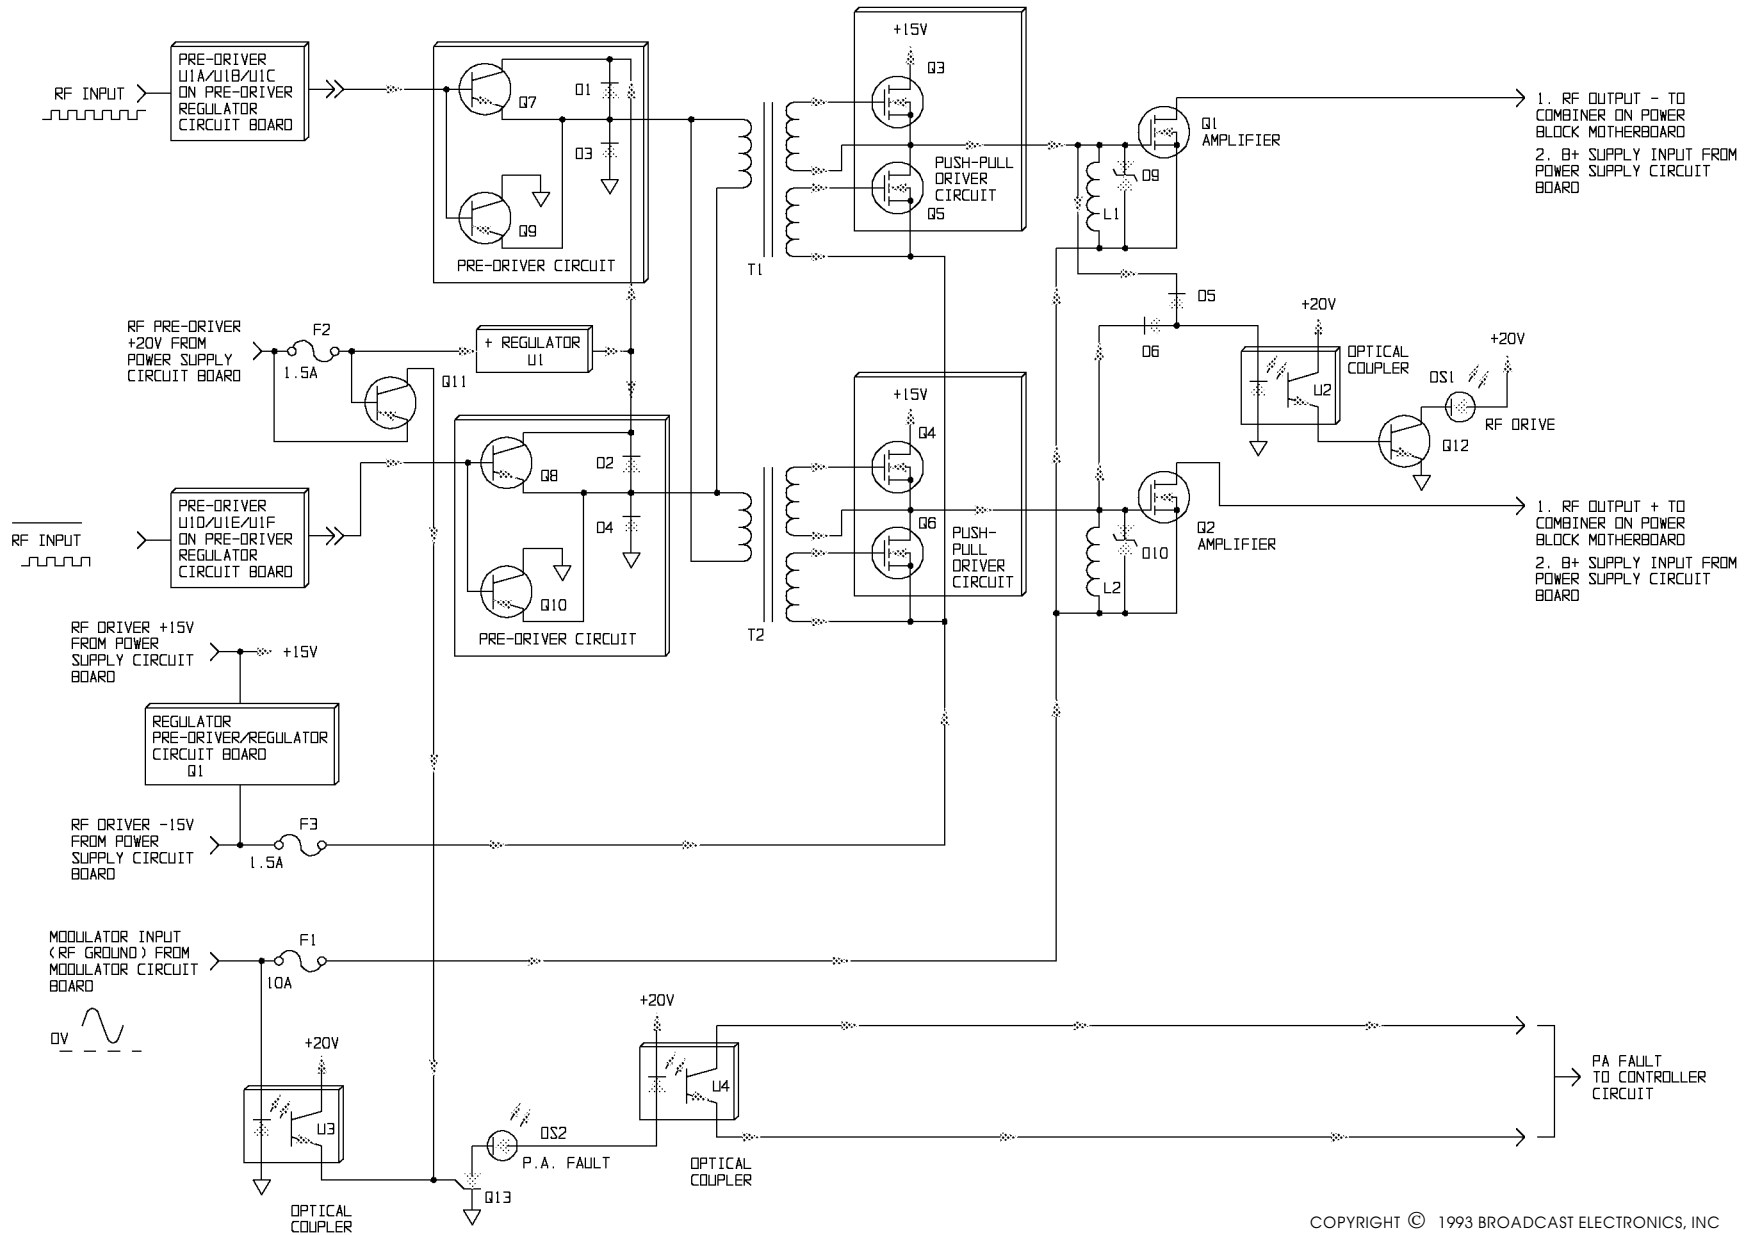 RF INPUT
PRE-DRIVER
U1A/U1B/U1C
ON PRE-DRIVER
REGULATOR
CIRCUIT BOARD
Q7
D1
D3
Q9
PRE-DRIVER CIRCUIT
T1
+15V
Q3
PUSH-PULL
DRIVER
CIRCUIT
Q5
Q1
AMPLIFIER
D9
L1
1. RF OUTPUT - TO
COMBINER ON POWER
BLOCK MOTHERBOARD
2. B+ SUPPLY INPUT FROM
POWER SUPPLY CIRCUIT
BOARD
RF PRE-DRIVER
+20V FROM
POWER SUPPLY
CIRCUIT BOARD
F2
1.5A
Q11
+ REGULATOR
U1
D5
D6
+20V
OPTICAL
COUPLER
U2
+20V
DS1
RF DRIVE
Q12
RF INPUT
PRE-DRIVER
U1D/U1E/U1F
ON PRE-DRIVER
REGULATOR
CIRCUIT BOARD
Q8
D2
D4
Q10
PRE-DRIVER CIRCUIT
T2
+15V
Q4
Q6
PUSH-
PULL
DRIVER
CIRCUIT
Q2
AMPLIFIER
D10
L2
1. RF OUTPUT + TO
COMBINER ON POWER
BLOCK MOTHERBOARD
2. B+ SUPPLY INPUT FROM
POWER SUPPLY CIRCUIT
BOARD
RF DRIVER +15V
FROM POWER
SUPPLY CIRCUIT
BOARD
+15V
REGULATOR
PRE-DRIVER/REGULATOR
CIRCUIT BOARD
Q1
RF DRIVER -15V
FROM POWER
SUPPLY CIRCUIT
BOARD
F3
1.5A
MODULATOR INPUT
(RF GROUND) FROM
MODULATOR CIRCUIT
BOARD
F1
10A
0V
+20V
U3
OPTICAL
COUPLER
DS2
P.A. FAULT
Q13
+20V
U4
OPTICAL
COUPLER
PA FAULT
TO CONTROLLER
CIRCUIT
COPYRIGHT © 1993 BROADCAST ELECTRONICS, INC